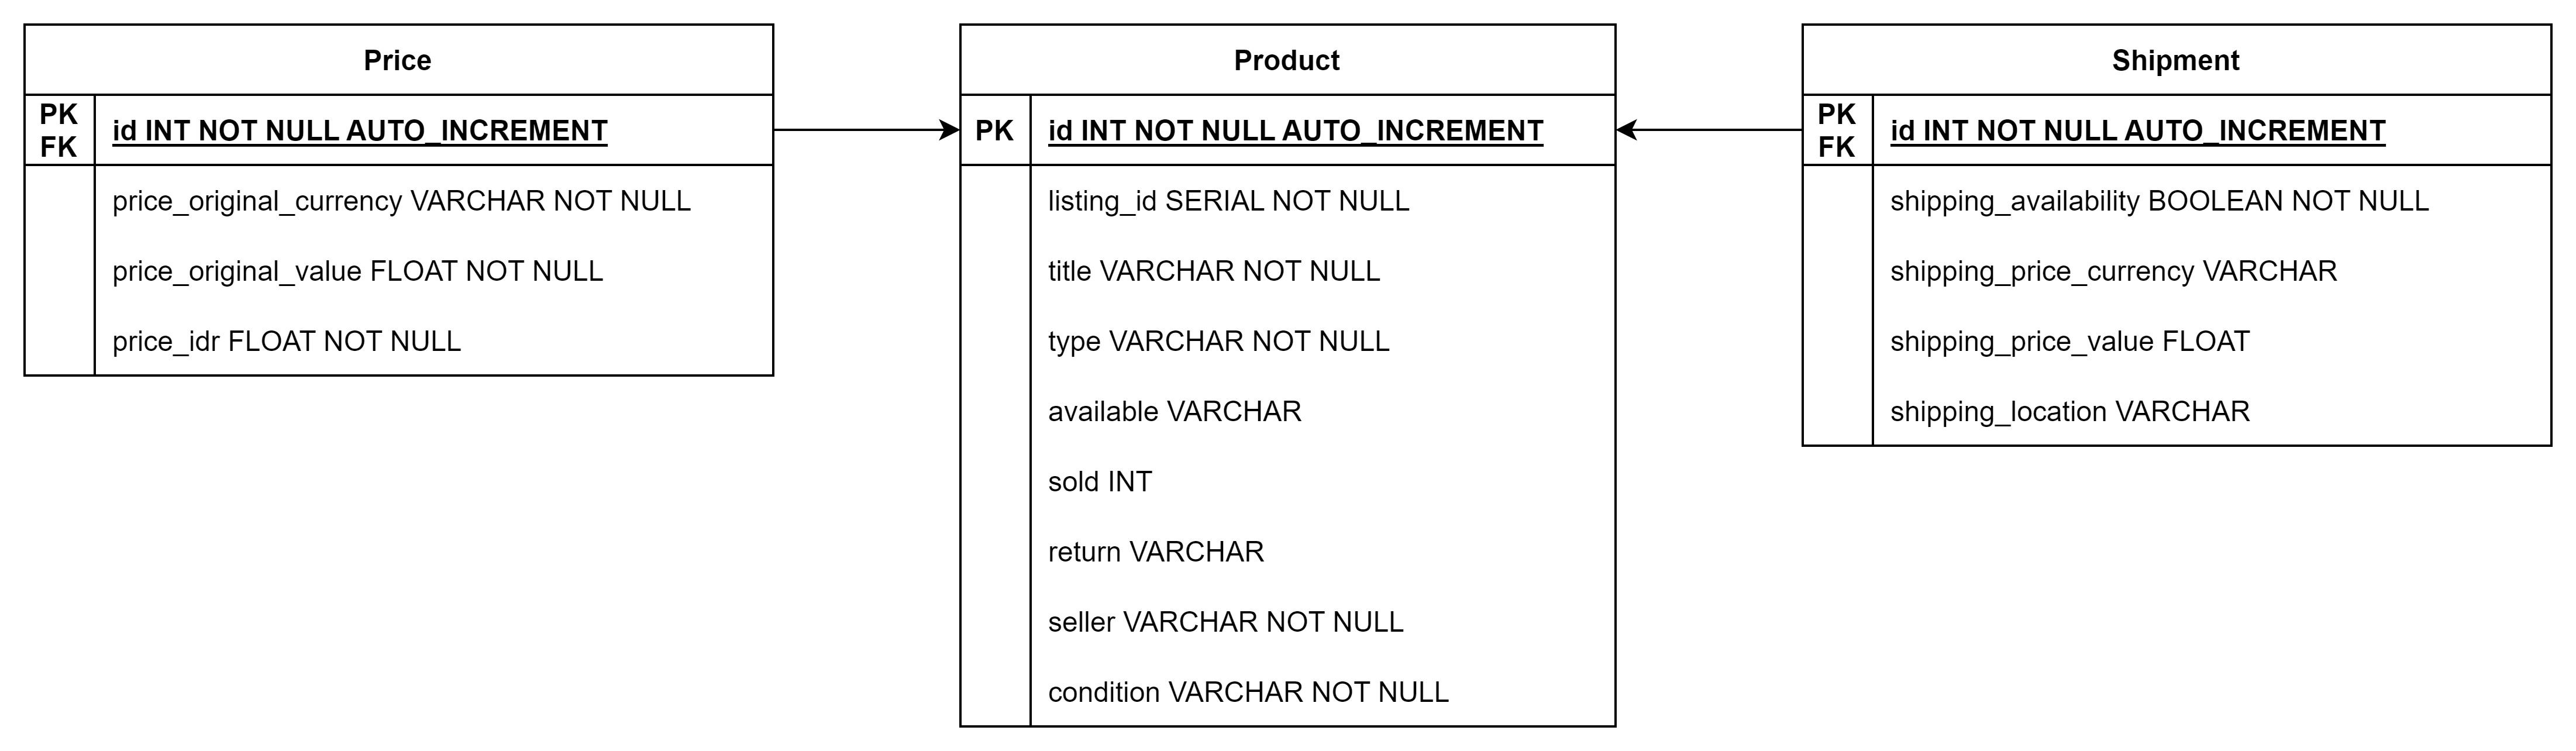 Price
PK
FK
id INT NOT NULL AUTO_INCREMENT
price_original_currency VARCHAR NOT NULL
price_original_value FLOAT NOT NULL
price_idr FLOAT NOT NULL
Product
PK
id INT NOT NULL AUTO_INCREMENT
listing_id SERIAL NOT NULL
title VARCHAR NOT NULL
type VARCHAR NOT NULL
available VARCHAR
sold INT
return VARCHAR
seller VARCHAR NOT NULL
condition VARCHAR NOT NULL
Shipment
PK
FK
id INT NOT NULL AUTO_INCREMENT
shipping_availability BOOLEAN NOT NULL
shipping_price_currency VARCHAR
shipping_price_value FLOAT
shipping_location VARCHAR